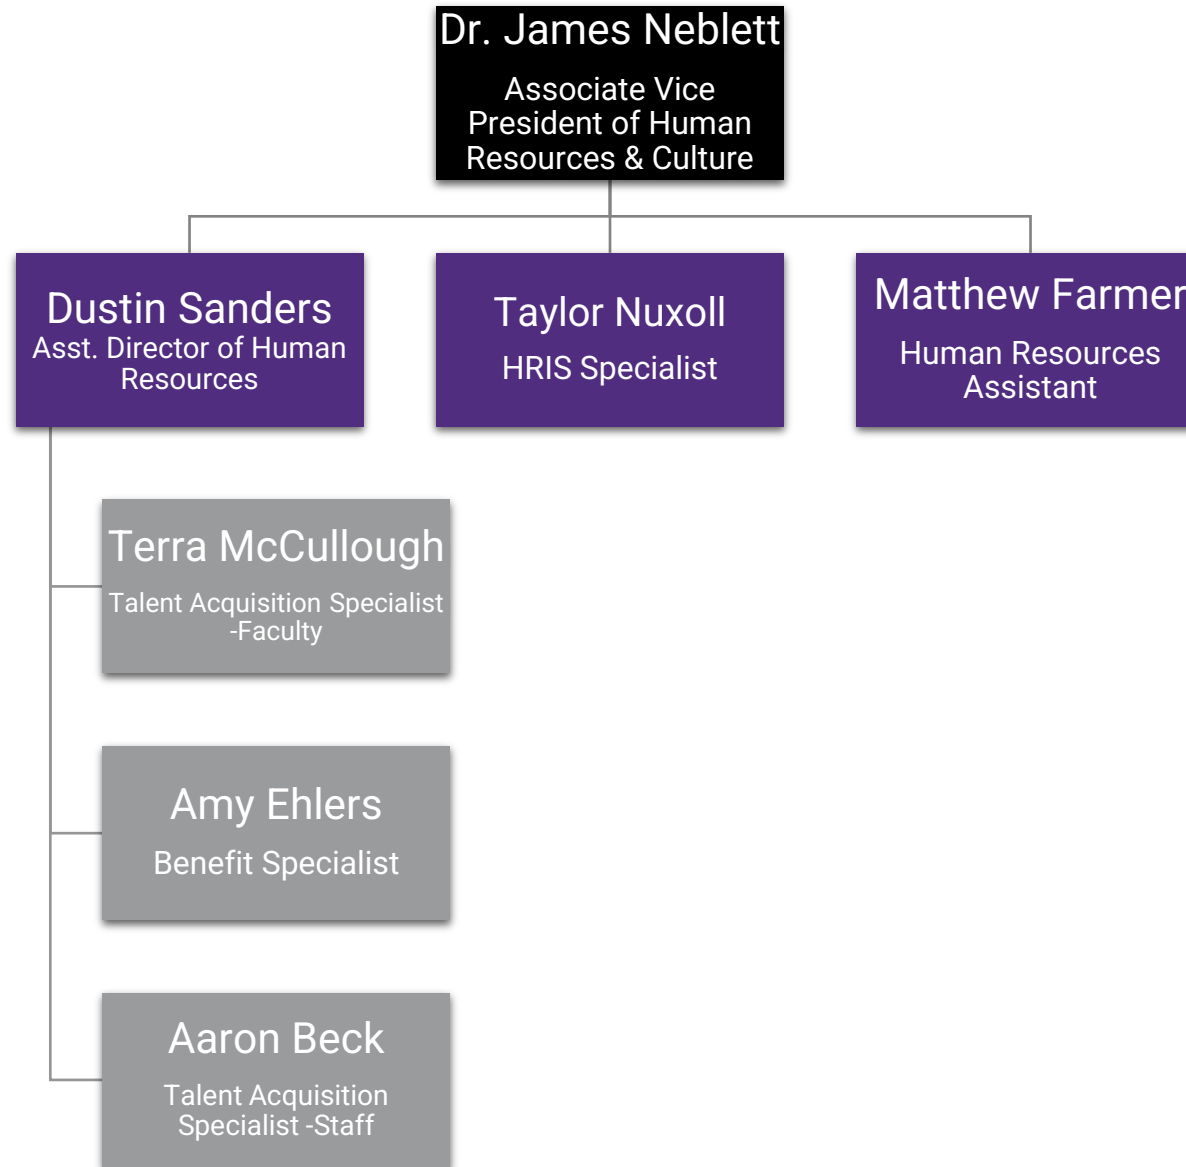 Dr. James Neblett
Associate Vice
President of Human
Resources & Culture
Dustin Sanders
Asst. Director of Human
Resources
Taylor Nuxoll
HRIS Specialist
Matthew Farmer
Human Resources
Assistant
Terra McCullough
Talent Acquisition Specialist
-Faculty
Amy Ehlers
Benefit Specialist
Aaron Beck
Talent Acquisition
Specialist -Staff